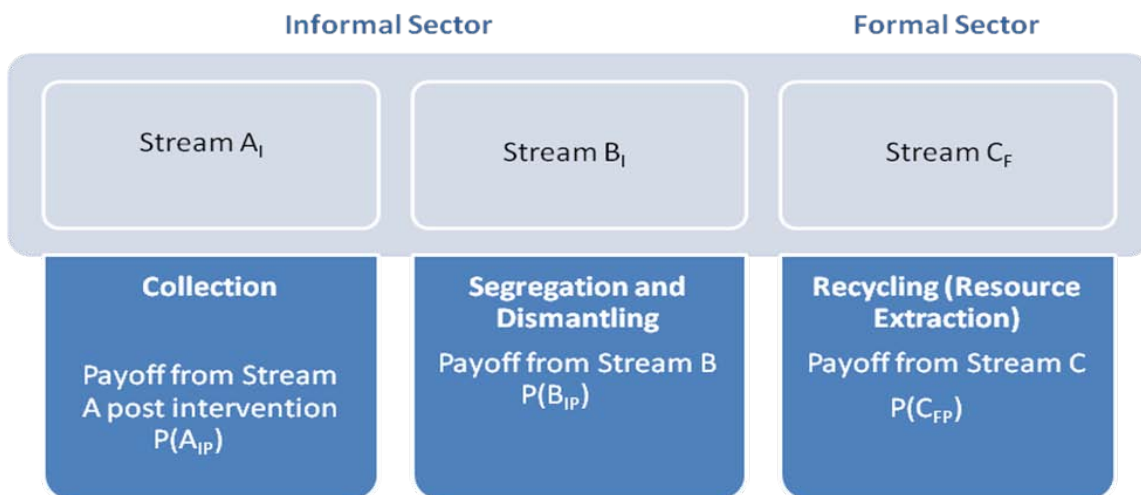 Informal Sector
Formal Sector
Stream A_I
Stream B_I
Stream C_F
Collection
Payoff from Stream
A post intervention
P(A_IP)
Segregation and
Dismantling
Payoff from Stream B
P(B_IP)
Recycling (Resource
Extraction)
Payoff from Stream C
P(C_FP)